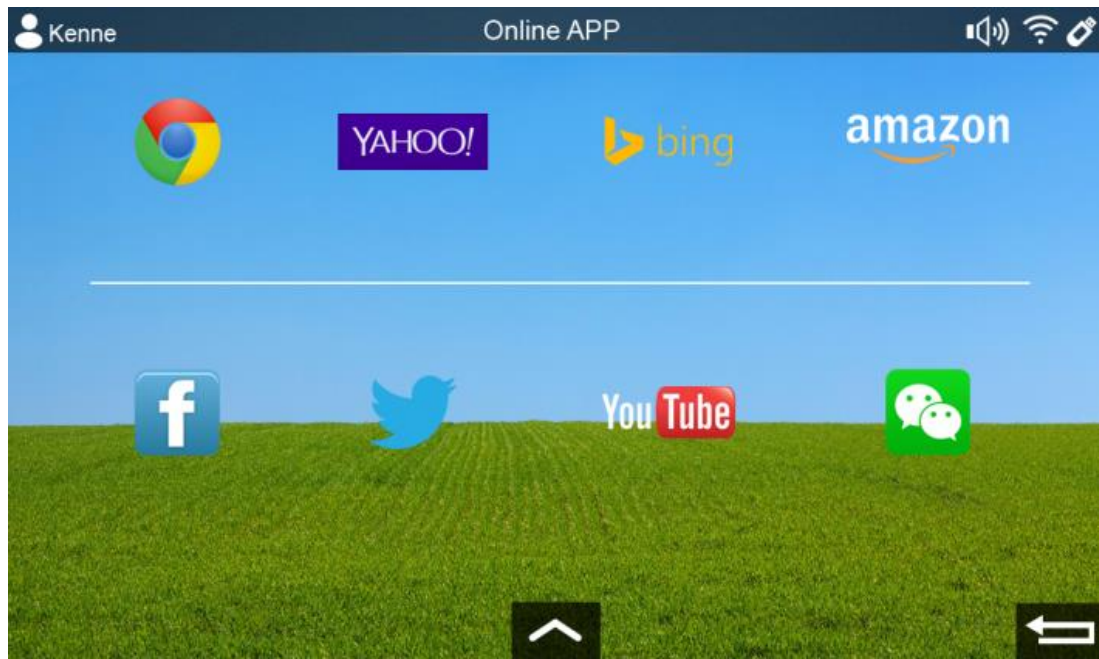 Kenne
Online APP
YAHOO!
bing
amazon
f
You Tube